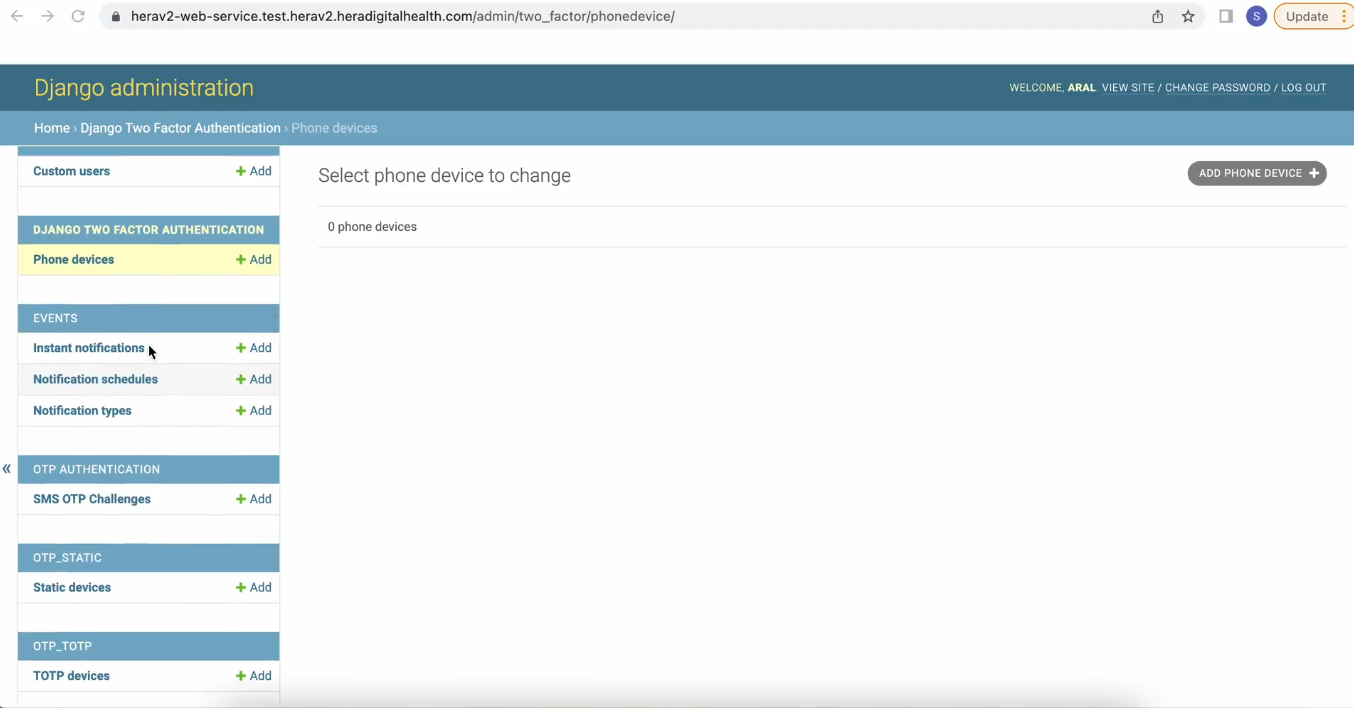 herav2-web-service.test.herav2.heradigitalhealth.com/admin/two_factor/phonedevice/
S
Update
Django administration
WELCOME, ARAL. VIEW SITE / CHANGE PASSWORD / LOG OUT
Home › Django Two Factor Authentication › Phone devices
Custom users + Add
DJANGO TWO FACTOR AUTHENTICATION
Phone devices + Add
EVENTS
Instant notifications + Add
Notification schedules + Add
Notification types + Add
«
OTP AUTHENTICATION
SMS OTP Challenges + Add
OTP_STATIC
Static devices + Add
OTP_TOTP
TOTP devices + Add
Select phone device to change
ADD PHONE DEVICE +
0 phone devices